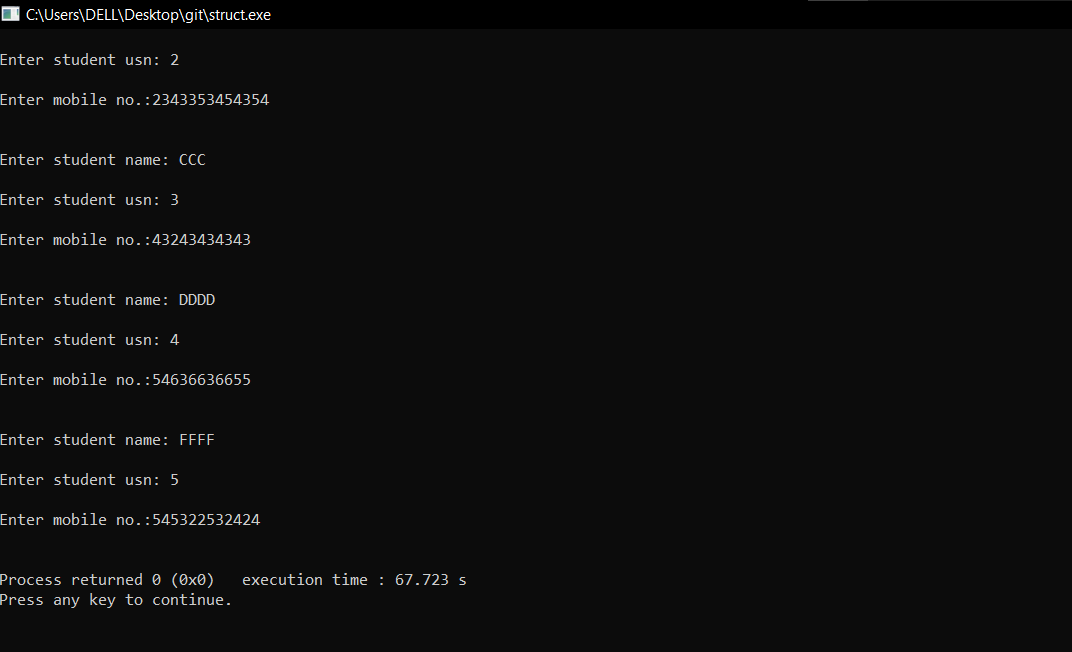 C:\Users\DELL\Desktop\git\struct.exe
Enter student usn: 2
Enter mobile no.:2343353454354
Enter student name: CCC
Enter student usn: 3
Enter mobile no.:43243434343
Enter student name: DDDD
Enter student usn: 4
Enter mobile no.:54636636655
Enter student name: FFFF
Enter student usn: 5
Enter mobile no.:545322532424
Process returned 0 (0x0)   execution time : 67.723 s
Press any key to continue.